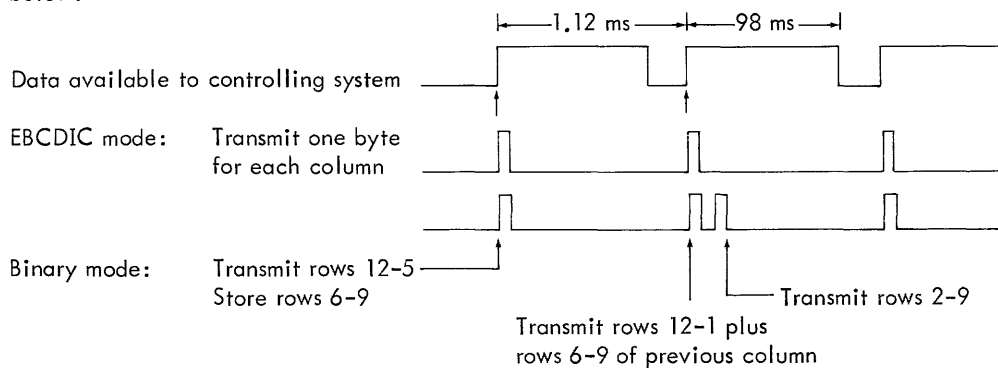 1.12 ms 98 ms
Data available to controlling system
EBCDIC mode: Transmit one byte
for each column
Binary mode: Transmit rows 12-5
Store rows 6-9
Transmit rows 2-9
Transmit rows 12-1 plus
rows 6-9 of previous column